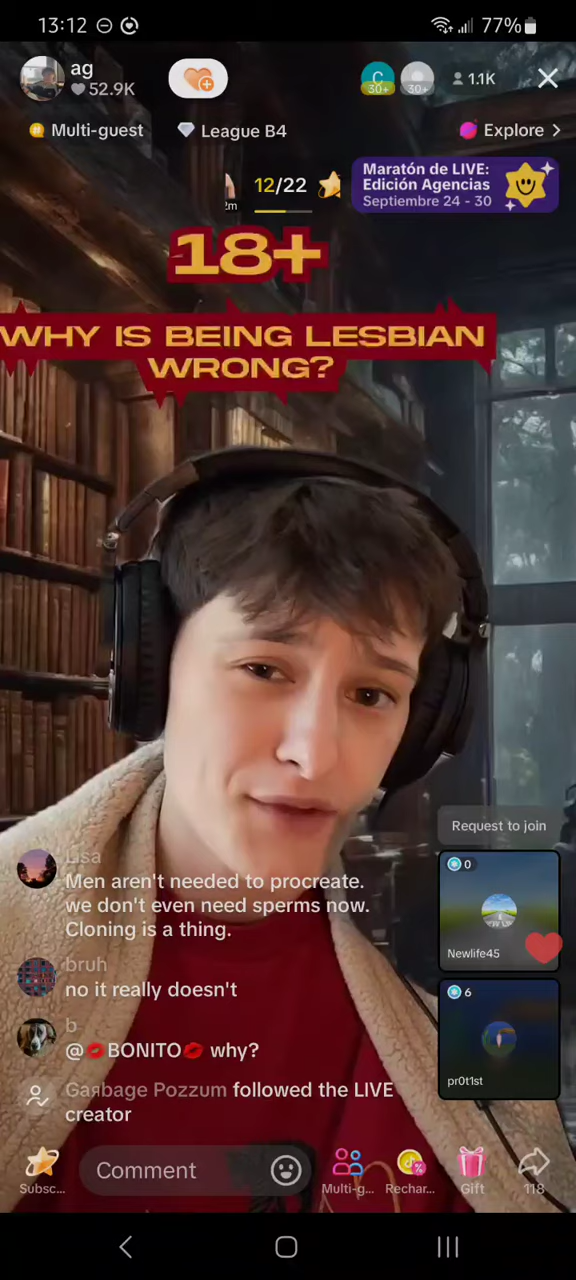 13:12
77%
ag
52.9K
30+
30+
1.1K
Multi-guest
League B4
Explore
2m
12/22
Maratón de LIVE:
Edición Agencias
Septiembre 24 - 30
18+
WHY IS BEING LESBIAN
WRONG?
Request to join
Lisa
Men aren't needed to procreate.
we don't even need sperms now.
Cloning is a thing.
0
Newlife45
bruh
no it really doesn't
6
b
@💋BONITO💋 why?
pr0t1st
Garbage Pozzum followed the LIVE
creator
Comment
Subsc...
Multi-g...
Rechar...
Gift
118